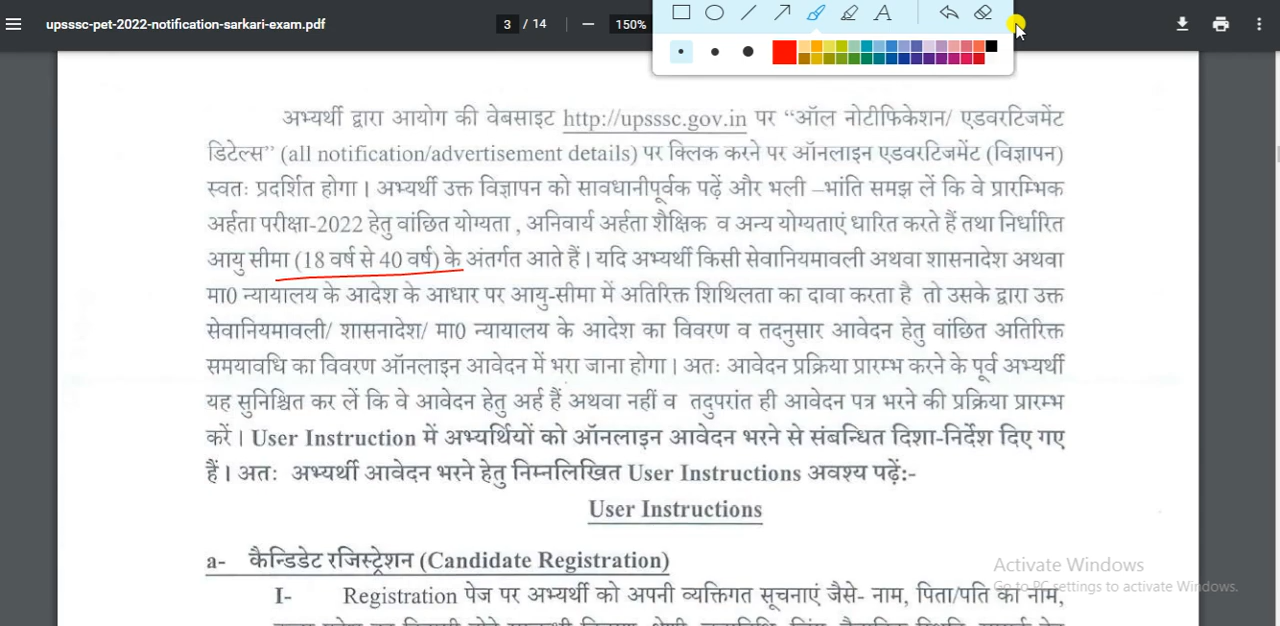 upsssc-pet-2022-notification-sarkari-exam.pdf
3 / 14
150%
A
अभ्यर्थी द्वारा आयोग की वेबसाइट http://upsssc.gov.in पर “ऑल नोटीफिकेशन/ एडवरटिजमेंट
डिटेल्स” (all notification/advertisement details) पर क्लिक करने पर ऑनलाइन एडवरटिजमेंट (विज्ञापन)
स्वतः प्रदर्शित होगा। अभ्यर्थी उक्त विज्ञापन को सावधानीपूर्वक पढ़ें और भली –भांति समझ लें कि वे प्रारम्भिक
अर्हता परीक्षा-2022 हेतु वांछित योग्यता , अनिवार्य अर्हता शैक्षिक व अन्य योग्यताएं धारित करते हैं तथा निर्धारित
आयु सीमा (18 वर्ष से 40 वर्ष) के अंतर्गत आते हैं। यदि अभ्यर्थी किसी सेवानियमावली अथवा शासनादेश अथवा
मा0 न्यायालय के आदेश के आधार पर आयु-सीमा में अतिरिक्त शिथिलता का दावा करता है तो उसके द्वारा उक्त
सेवानियमावली/ शासनादेश/ मा0 न्यायालय के आदेश का विवरण व तदनुसार आवेदन हेतु वांछित अतिरिक्त
समयावधि का विवरण ऑनलाइन आवेदन में भरा जाना होगा। अतः आवेदन प्रक्रिया प्रारम्भ करने के पूर्व अभ्यर्थी
यह सुनिश्चित कर लें कि वे आवेदन हेतु अर्ह हैं अथवा नहीं व तदुपरांत ही आवेदन पत्र भरने की प्रक्रिया प्रारम्भ
करें। User Instruction में अभ्यर्थियों को ऑनलाइन आवेदन भरने से संबन्धित दिशा-निर्देश दिए गए
हैं। अतः अभ्यर्थी आवेदन भरने हेतु निम्नलिखित User Instructions अवश्य पढ़ें:-
User Instructions
a- कैन्डिडेट रजिस्ट्रेशन (Candidate Registration)
Activate Windows
Go to PC settings to activate Windows.
I- Registration पेज पर अभ्यर्थी को अपनी व्यक्तिगत सूचनाएं जैसे- नाम, पिता/पति का नाम,